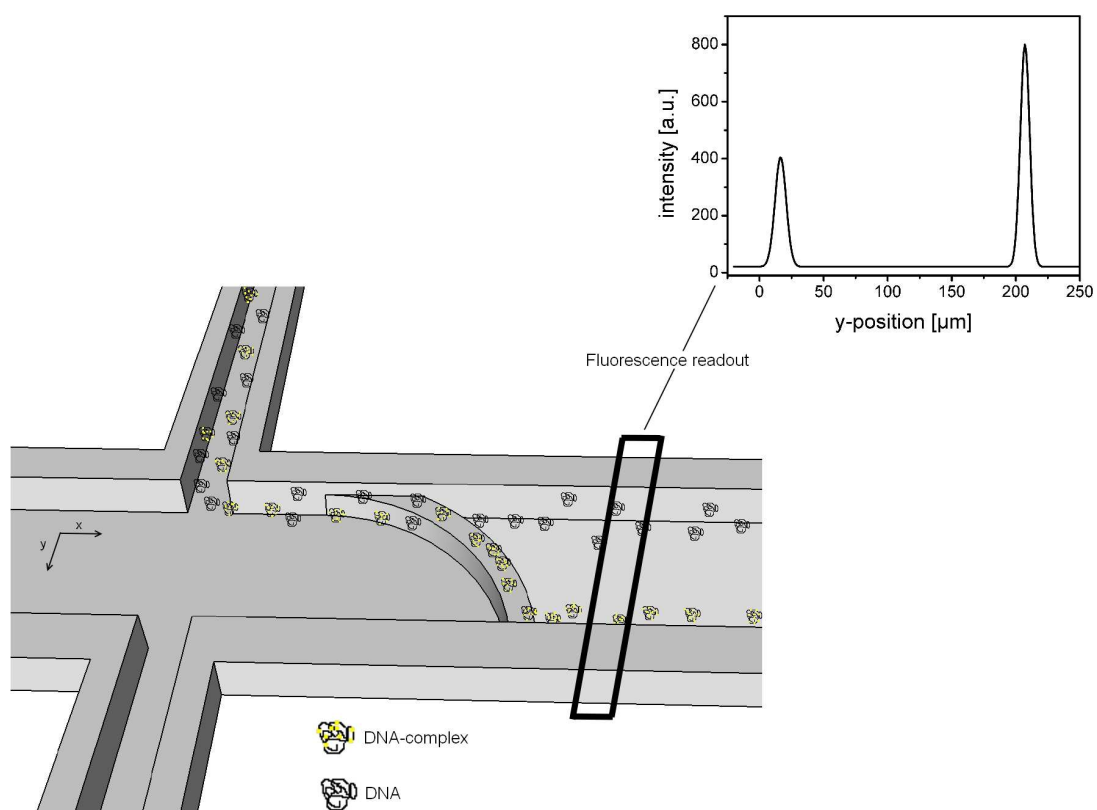 800
600
400
200
0
intensity [a.u.]
0 50 100 150 200 250
y-position [µm]
Fluorescence readout
x
y
DNA-complex
DNA